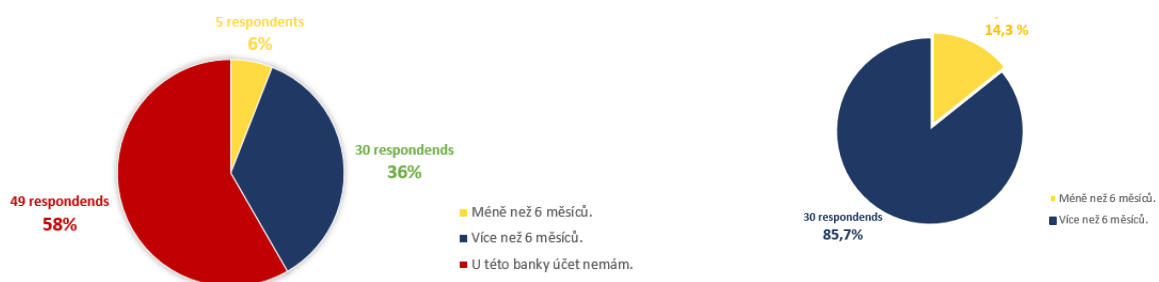 5 respondents
6%
30 respondends
36%
49 respondends
58%
Méně než 6 měsíců.
Více než 6 měsíců.
U této banky účet nemám.
14,3 %
30 respondends
85,7%
Méně než 6 měsíců.
Více než 6 měsíců.